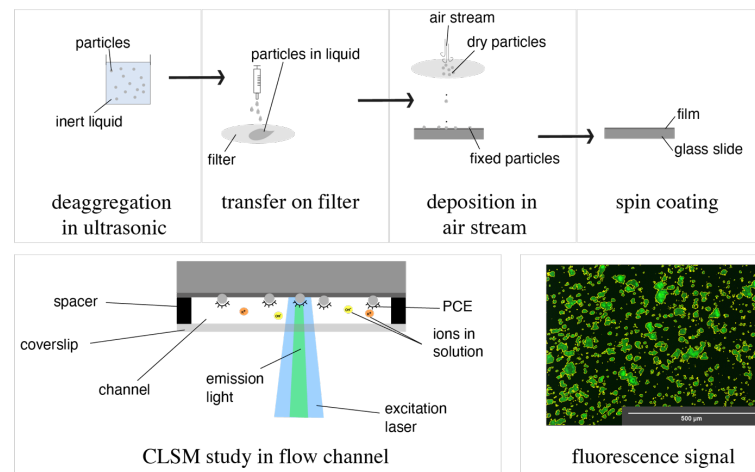 particles
inert liquid
deaggregation
in ultrasonic
particles in liquid
filter
transfer on filter
air stream
dry particles
fixed particles
deposition in
air stream
film
glass slide
spin coating
spacer
coverslip
channel
emission
light
excitation
laser
PCE
ions in
solution
CLSM study in flow channel
500 µm
fluorescence signal